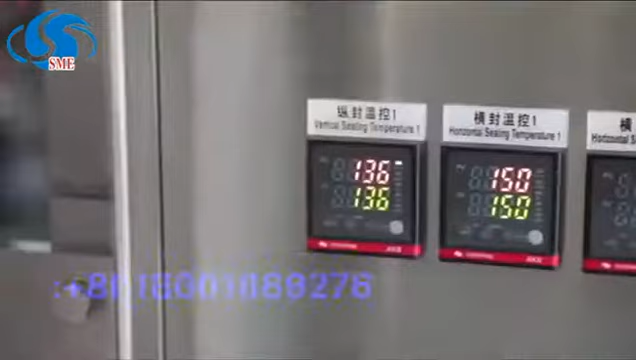 SME
纵封温控1
Vertical Sealing Temperature 1
横封温控1
Horizontal Sealing Temperature 1
横
Horizontal S
136
136
150
150